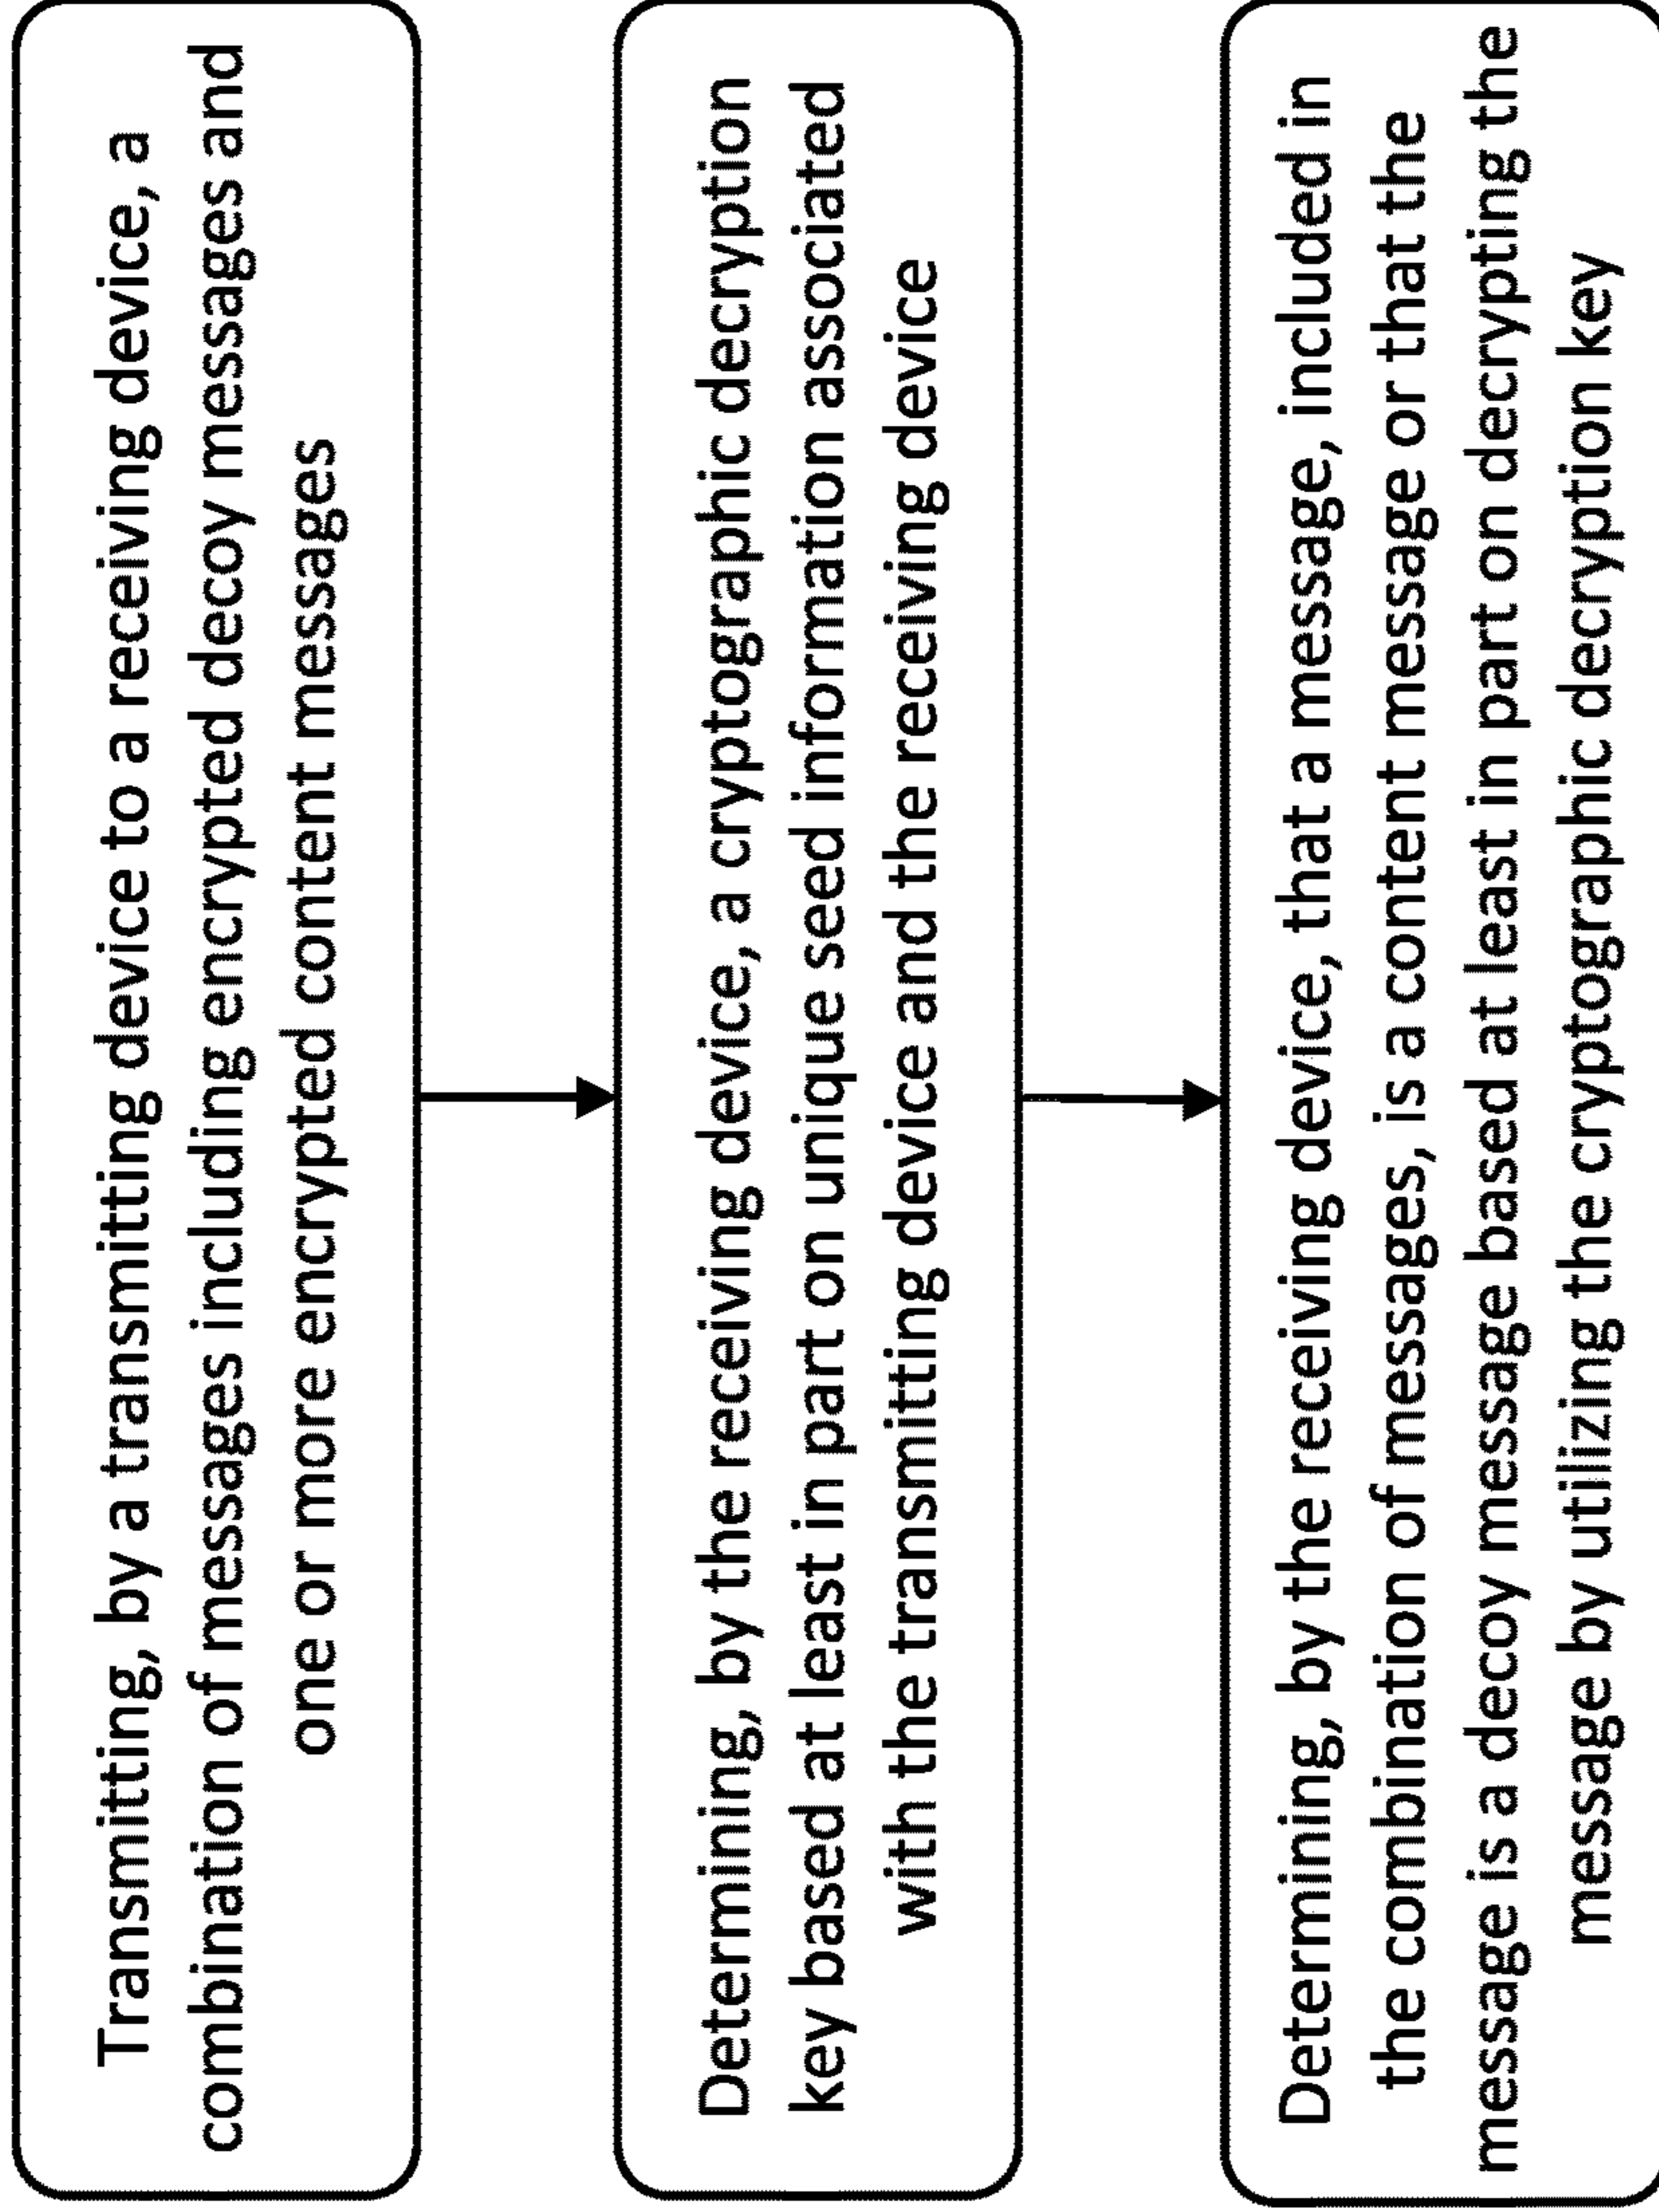 Transmitting, by a transmitting device to a receiving device, a
combination of messages including encrypted decoy messages and
one or more encrypted content messages
Determining, by the receiving device, a cryptographic decryption
key based at least in part on unique seed information associated
with the transmitting device and the receiving device
Determining, by the receiving device, that a message, included in
the combination of messages, is a content message or that the
message is a decoy message based at least in part on decrypting the
message by utilizing the cryptographic decryption key